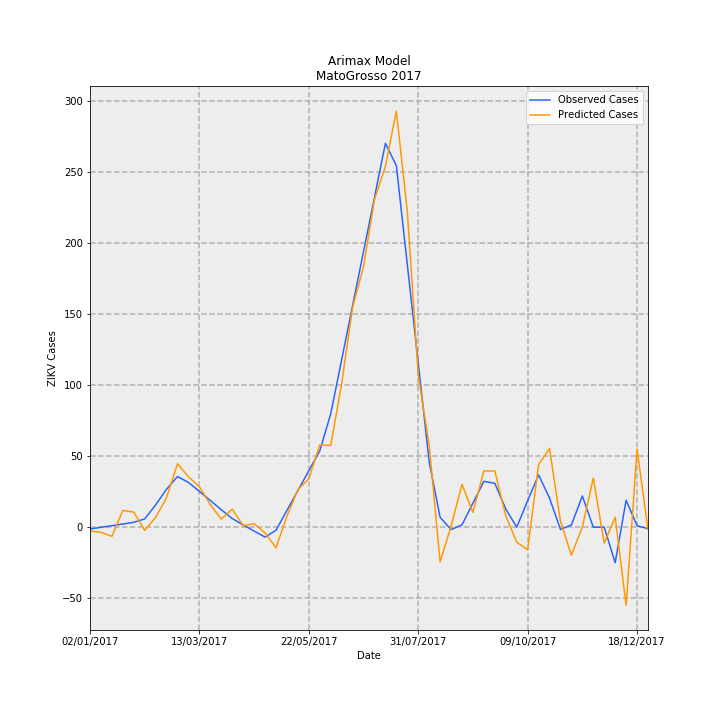 Arimax Model
MatoGrosso 2017
Observed Cases
Predicted Cases
300
250
200
150
100
50
0
−50
ZIKV Cases
02/01/2017
13/03/2017
22/05/2017
31/07/2017
09/10/2017
18/12/2017
Date